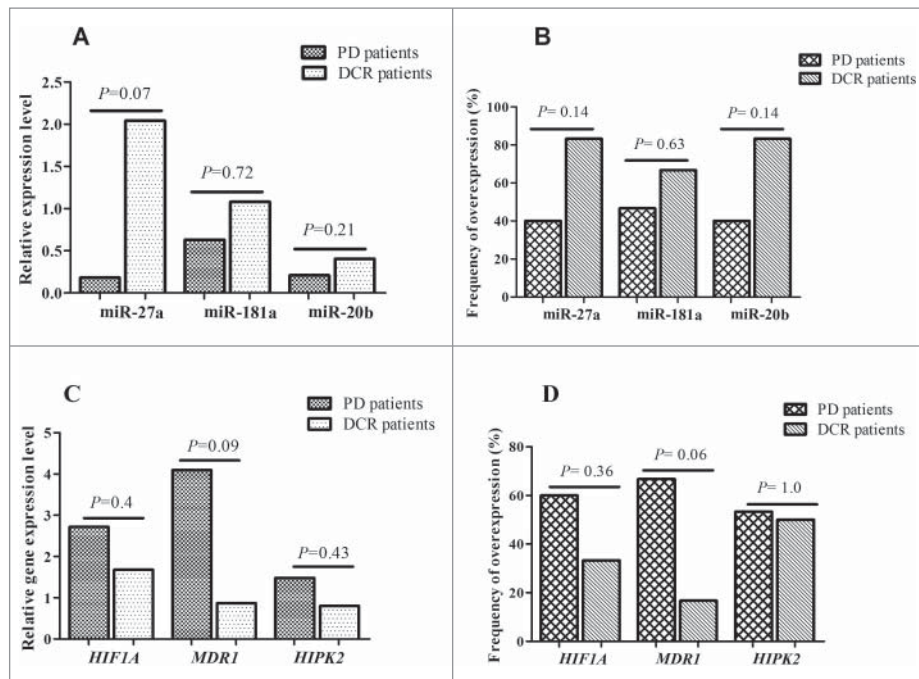 A
PD patients
DCR patients
Relative expression level
2.5
2.0
1.5
1.0
0.5
0.0
P=0.07
P=0.72
P=0.21
miR-27a
miR-181a
miR-20b
B
PD patients
DCR patients
Frequency of overexpression (%)
100
80
60
40
20
0
P = 0.14
P = 0.63
P = 0.14
miR-27a
miR-181a
miR-20b
C
PD patients
DCR patients
Relative gene expression level
5
4
3
2
1
0
P=0.4
P=0.09
P=0.43
HIF1A
MDR1
HIPK2
D
PD patients
DCR patients
Frequency of overexpression (%)
80
60
40
20
0
P = 0.36
P = 0.06
P= 1.0
HIF1A
MDR1
HIPK2